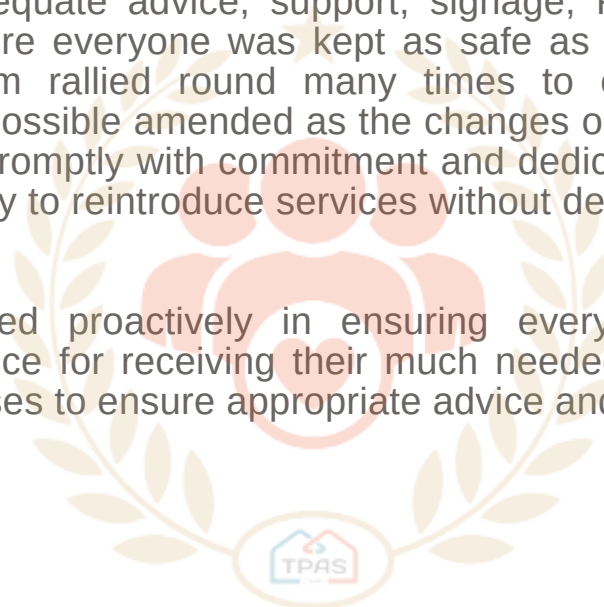 equate advice, support, signage,
re everyone was kept as safe as
m rallied round many times to
ossible amended as the changes o
romptly with commitment and dedic
y to reintroduce services without de
ed proactively in ensuring every
ce for receiving their much neede
ses to ensure appropriate advice and
TPAS